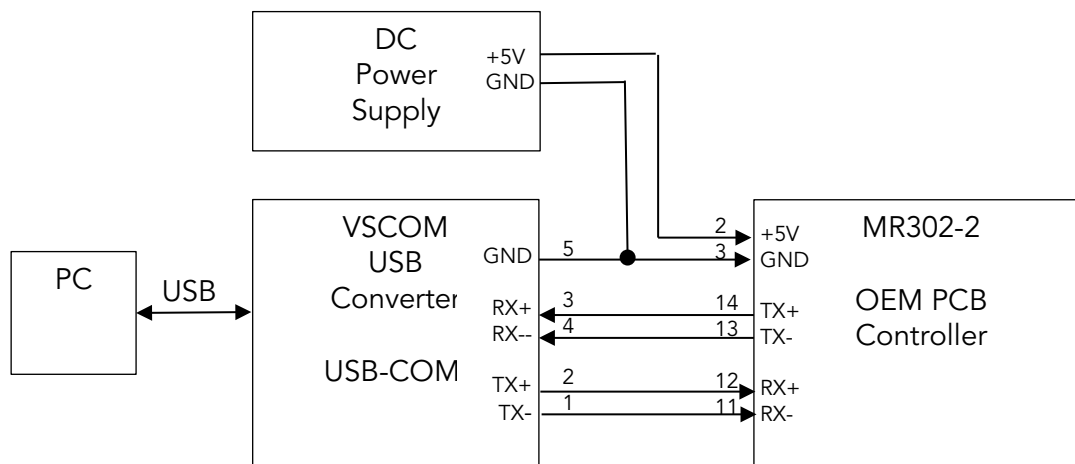 DC
Power
Supply
+5V
GND
VSCOM
USB
Converter
USB-COM
GND
RX+
RX--
TX+
TX-
5
3
4
2
1
PC
USB
2
3
14
13
12
11
+5V
GND
TX+
TX-
RX+
RX-
MR302-2
OEM PCB
Controller